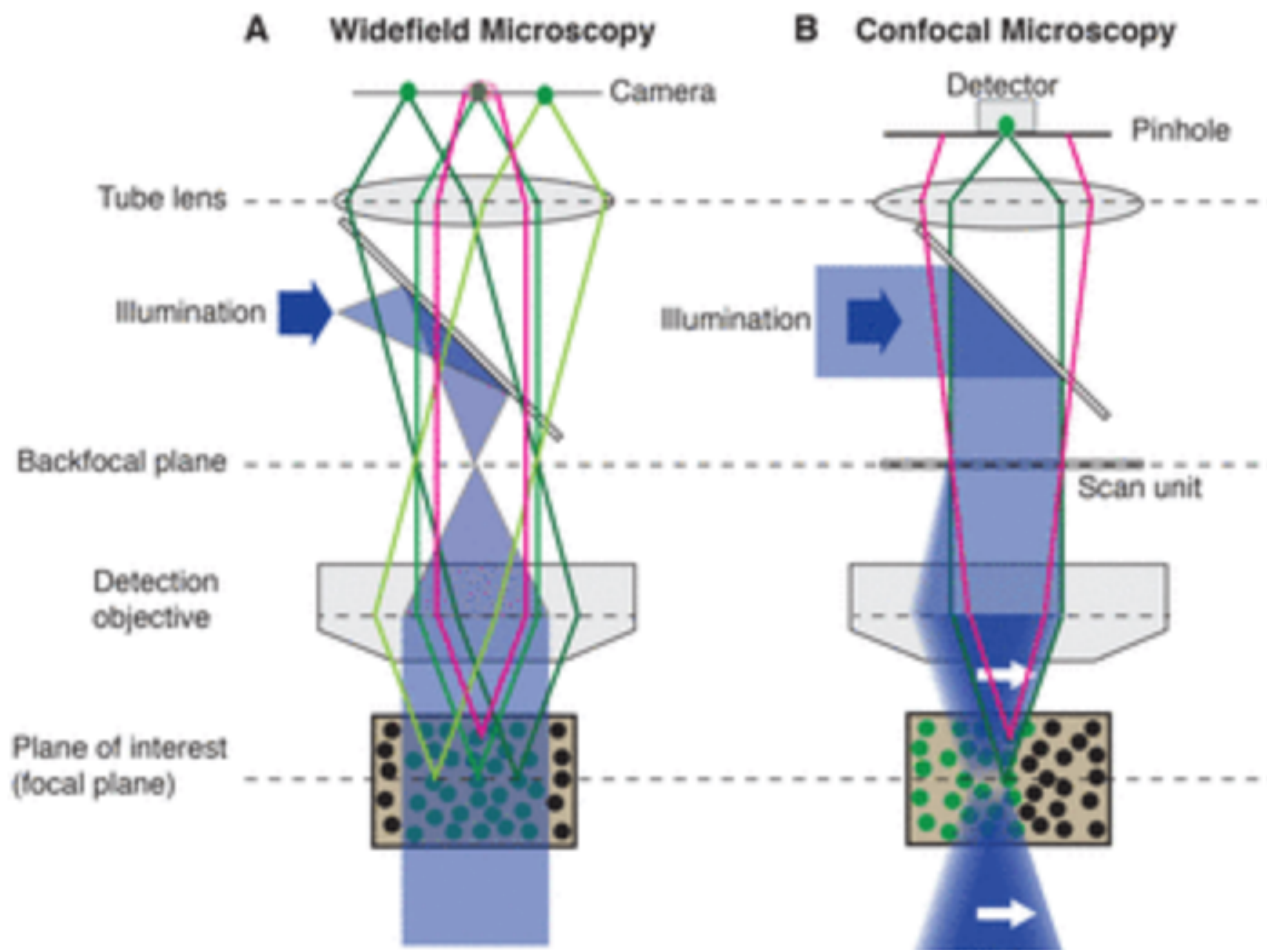 A Widefield Microscopy
B Confocal Microscopy
Camera
Detector
Pinhole
Tube lens
Illumination
Illumination
Backfocal plane
Scan unit
Detection
objective
Plane of interest
(focal plane)